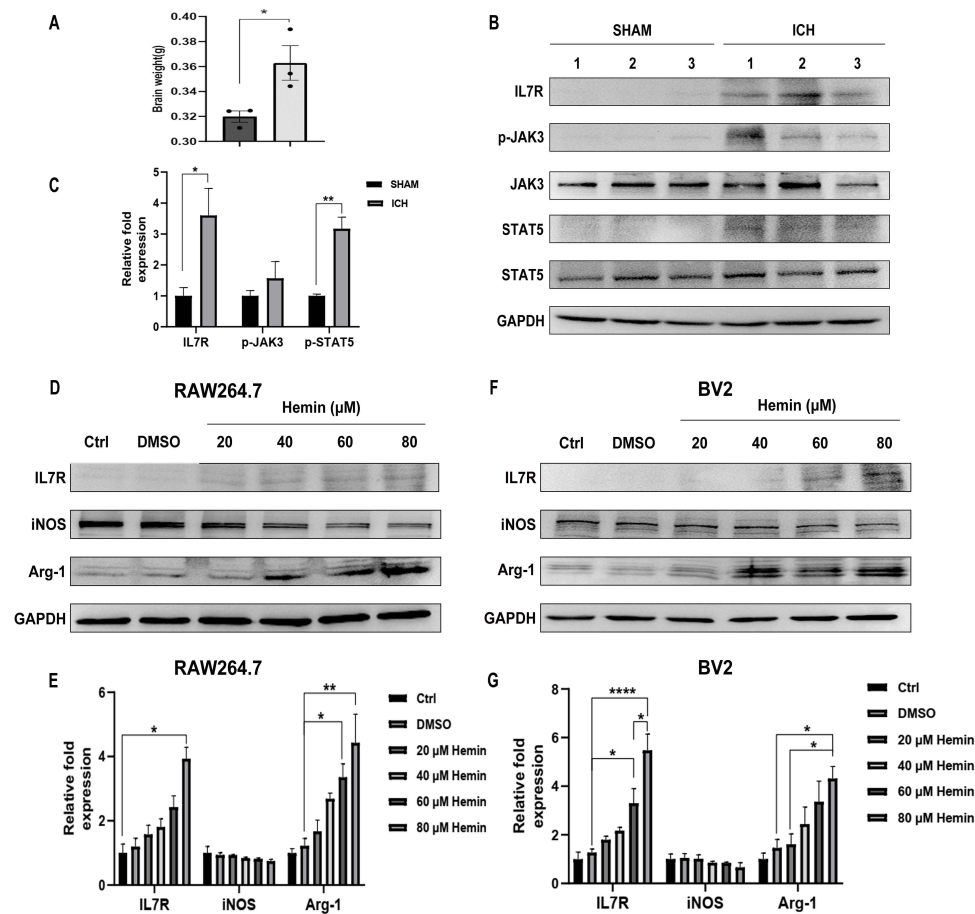 A
Brain weight(g)
0.40
0.38
0.36
0.34
0.32
0.30
*
B
SHAM
ICH
1 2 3 1 2 3
IL7R
p-JAK3
JAK3
STAT5
STAT5
GAPDH
C
Relative fold
expression
5
4
3
2
1
0
*
**
SHAM
ICH
IL7R p-JAK3 p-STAT5
D
RAW264.7
Hemin (µM)
Ctrl DMSO 20 40 60 80
IL7R
iNOS
Arg-1
GAPDH
F
BV2
Hemin (µM)
Ctrl DMSO 20 40 60 80
IL7R
iNOS
Arg-1
GAPDH
E
RAW264.7
Relative fold
expression
6
4
2
0
*
*
**
Ctrl
DMSO
20 µM Hemin
40 µM Hemin
60 µM Hemin
80 µM Hemin
IL7R iNOS Arg-1
G
BV2
Relative fold
expression
8
6
4
2
0
****
*
*
*
*
Ctrl
DMSO
20 µM Hemin
40 µM Hemin
60 µM Hemin
80 µM Hemin
IL7R iNOS Arg-1